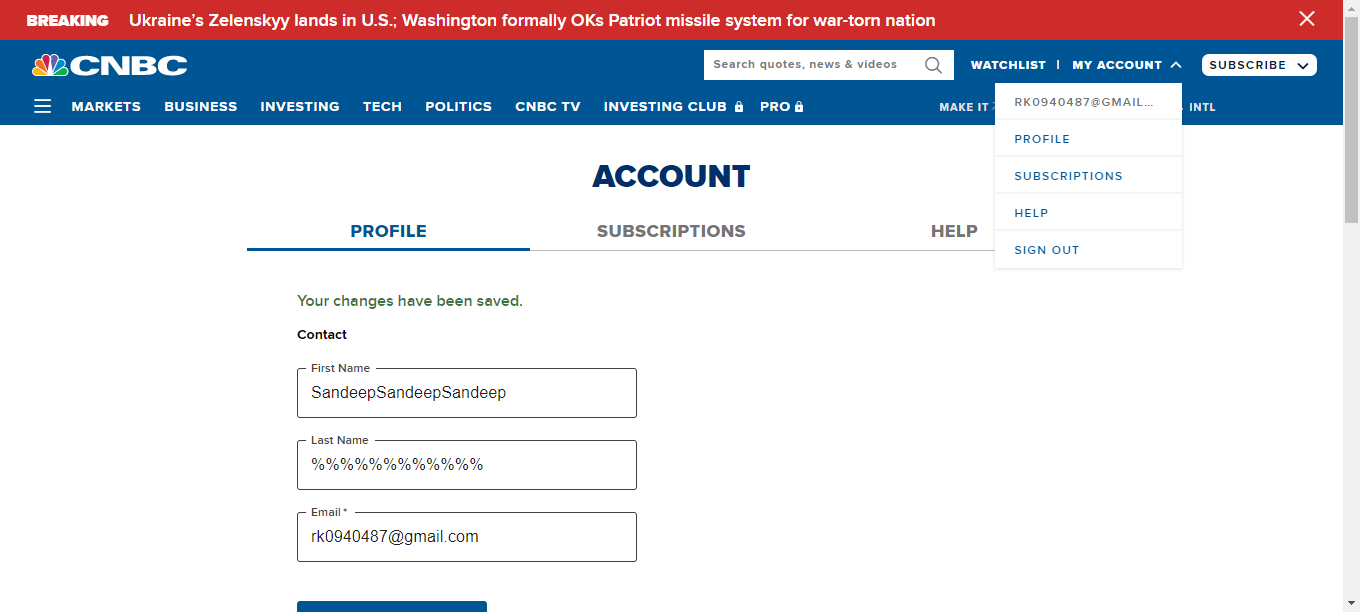 BREAKING Ukraine’s Zelenskyy lands in U.S.; Washington formally OKs Patriot missile system for war-torn nation
CNBC
Search quotes, news & videos
WATCHLIST | MY ACCOUNT
SUBSCRIBE
MARKETS BUSINESS INVESTING TECH POLITICS CNBC TV INVESTING CLUB PRO
MAKE IT
INTL
RK0940487@GMAIL...
PROFILE
SUBSCRIPTIONS
HELP
SIGN OUT
ACCOUNT
PROFILE SUBSCRIPTIONS HELP
Your changes have been saved.
Contact
First Name
SandeepSandeepSandeep
Last Name
%%%%%%%%%%%%
Email*
rk0940487@gmail.com